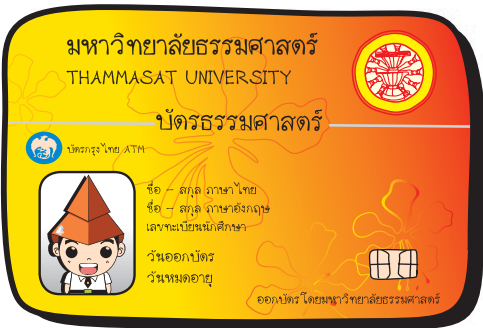 มหาวิทยาลัยธรรมศาสตร์
THAMMASAT UNIVERSITY
บัตรธรรมศาสตร์
บัตรกรุงไทย ATM
ชื่อ - สกุล ภาษาไทย
ชื่อ - สกุล ภาษาอังกฤษ
เลขทะเบียนนักศึกษา
วันออกบัตร
วันหมดอายุ
ออกบัตรโดยมหาวิทยาลัยธรรมศาสตร์